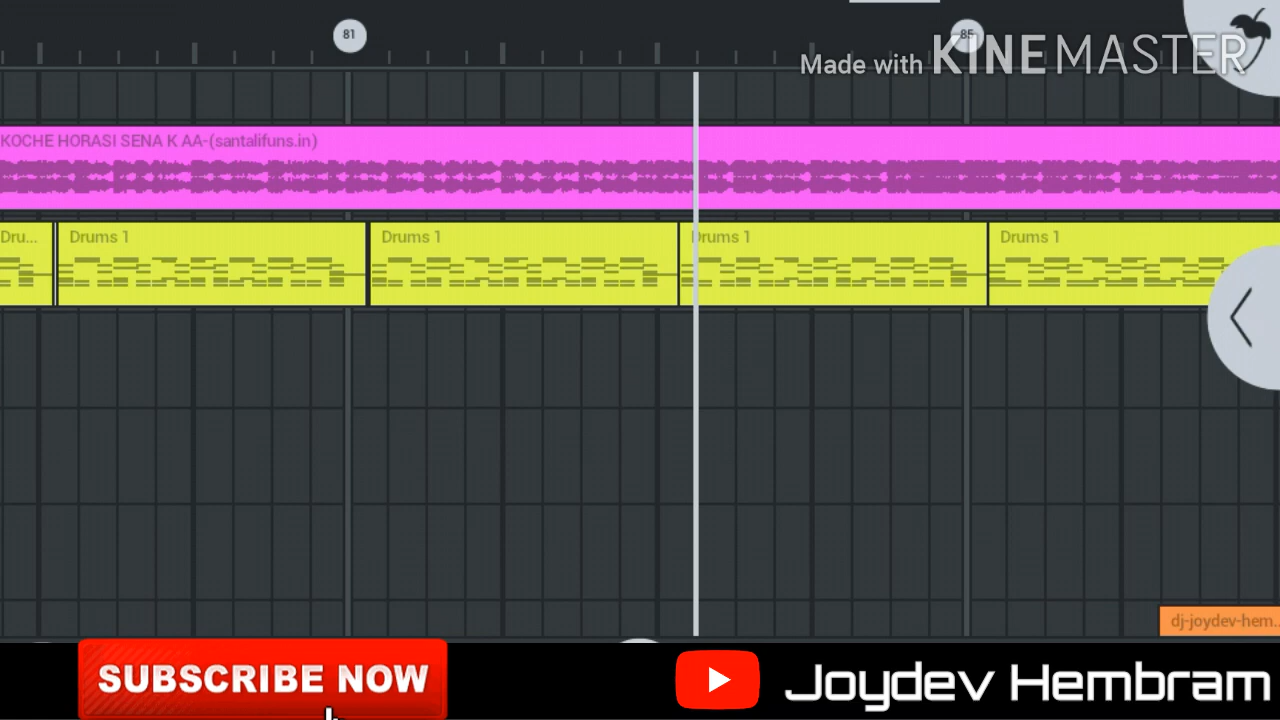 81
85
Made with KINEMASTER
KOCHE HORASI SENA K AA-(santalifuns.in)
Dru... Drums 1 Drums 1 Drums 1 Drums 1
dj-joydev-hem...
SUBSCRIBE NOW
Joydev Hembram